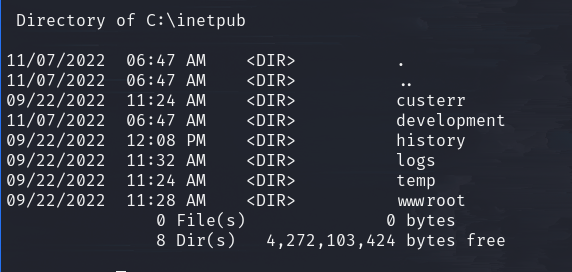 Directory of C:\inetpub
11/07/2022  06:47 AM    <DIR>          .
11/07/2022  06:47 AM    <DIR>          ..
09/22/2022  11:24 AM    <DIR>          custerr
11/07/2022  06:47 AM    <DIR>          development
09/22/2022  12:08 PM    <DIR>          history
09/22/2022  11:32 AM    <DIR>          logs
09/22/2022  11:24 AM    <DIR>          temp
09/22/2022  11:28 AM    <DIR>          wwwroot
               0 File(s)              0 bytes
               8 Dir(s)   4,272,103,424 bytes free